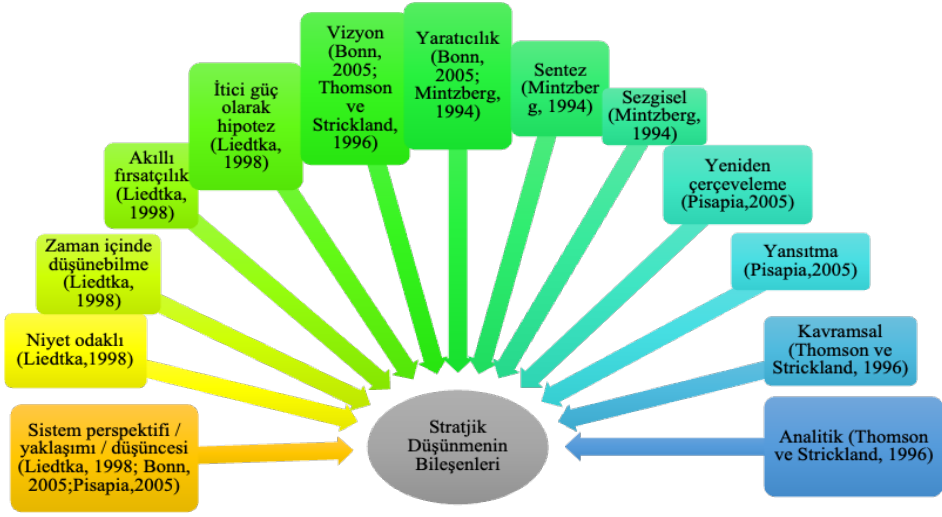 Sistem perspektifi /
yaklaşımı / düşüncesi
(Liedtka, 1998; Bonn,
2005;Pisapia,2005)
Niyet odaklı
(Liedtka,1998)
Zaman içinde
düşünebilme
(Liedtka,
1998)
Akıllı
fırsatçılık
(Liedtka,
1998)
İtici güç
olarak
hipotez
(Liedtka,
1998)
Vizyon
(Bonn,
2005;
Thomson
ve
Strickland,
1996)
Yaratıcılık
(Bonn,
2005;
Mintzberg,
1994)
Sentez
(Mintzber
g, 1994)
Sezgisel
(Mintzberg,
1994)
Yeniden
çerçeveleme
(Pisapia,2005)
Yansıtma
(Pisapia,2005)
Kavramsal
(Thomson ve
Strickland, 1996)
Analitik (Thomson
ve Strickland, 1996)
Stratjik
Düşünmenin
Bileşenleri